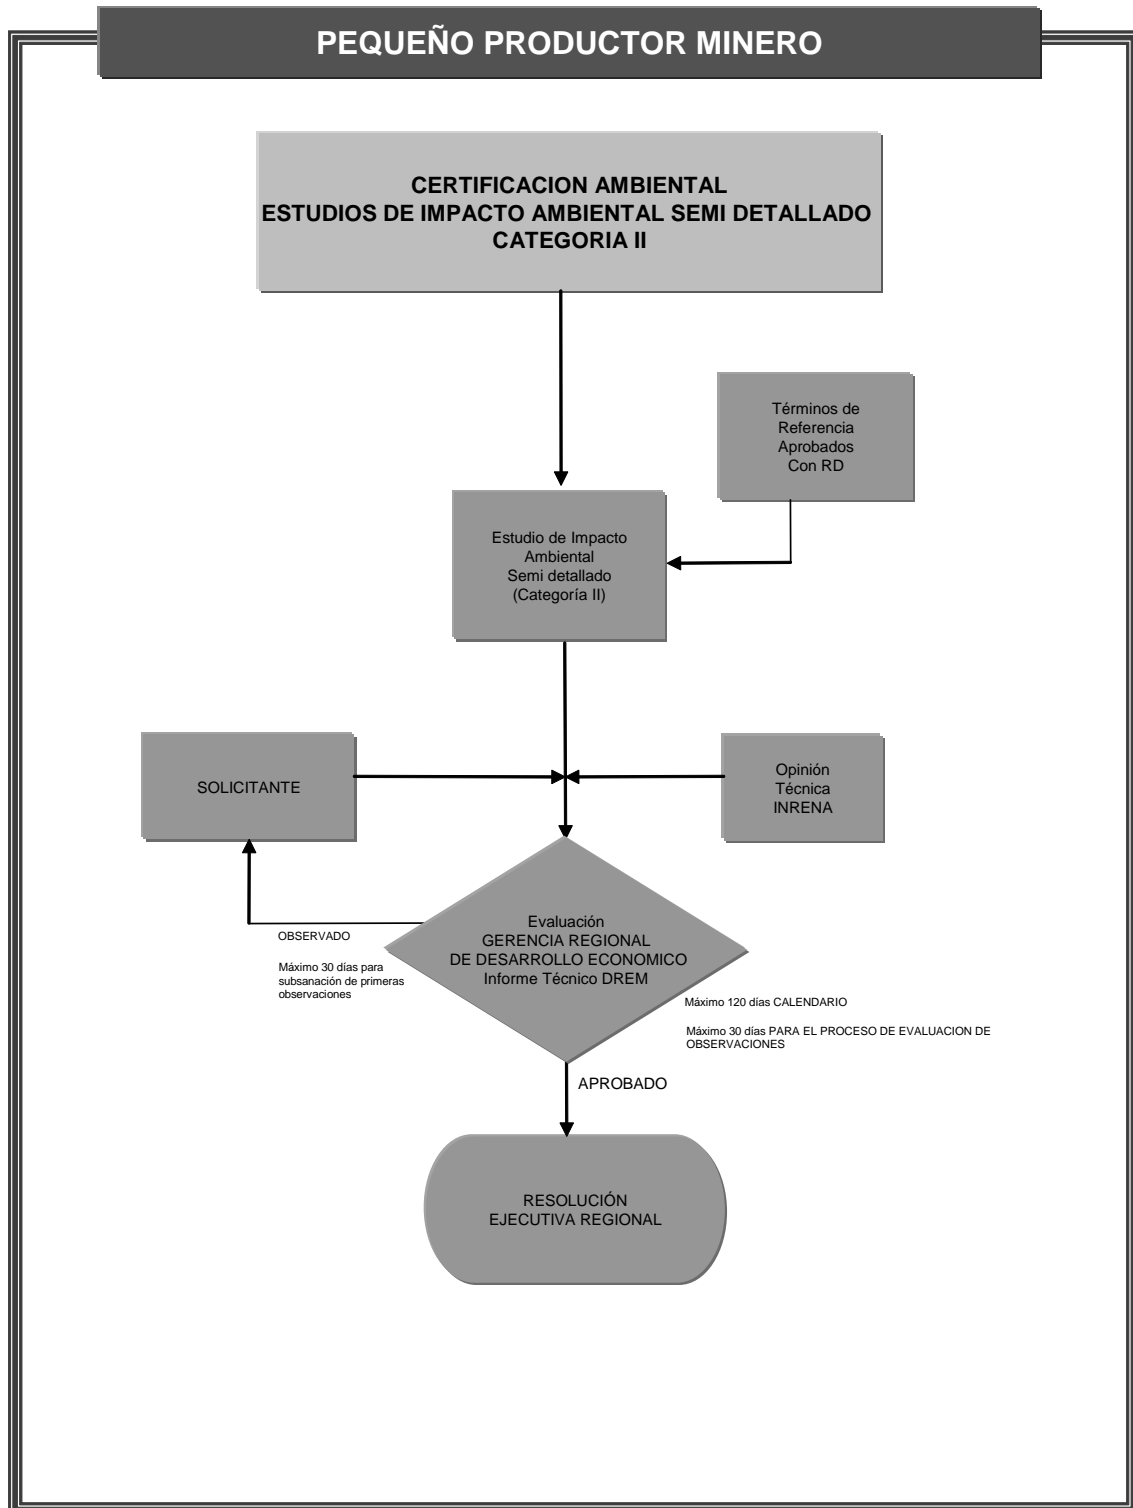 PEQUEÑO PRODUCTOR MINERO
CERTIFICACION AMBIENTAL
ESTUDIOS DE IMPACTO AMBIENTAL SEMI DETALLADO
CATEGORIA II
Términos de
Referencia
Aprobados
Con RD
Estudio de Impacto
Ambiental
Semi detallado
(Categoría II)
SOLICITANTE
Opinión
Técnica
INRENA
Evaluación
GERENCIA REGIONAL
DE DESARROLLO ECONOMICO
Informe Técnico DREM
OBSERVADO
Máximo 30 días para
subsanación de primeras
observaciones
Máximo 120 días CALENDARIO
Máximo 30 días PARA EL PROCESO DE EVALUACION DE
OBSERVACIONES
APROBADO
RESOLUCIÓN
EJECUTIVA REGIONAL